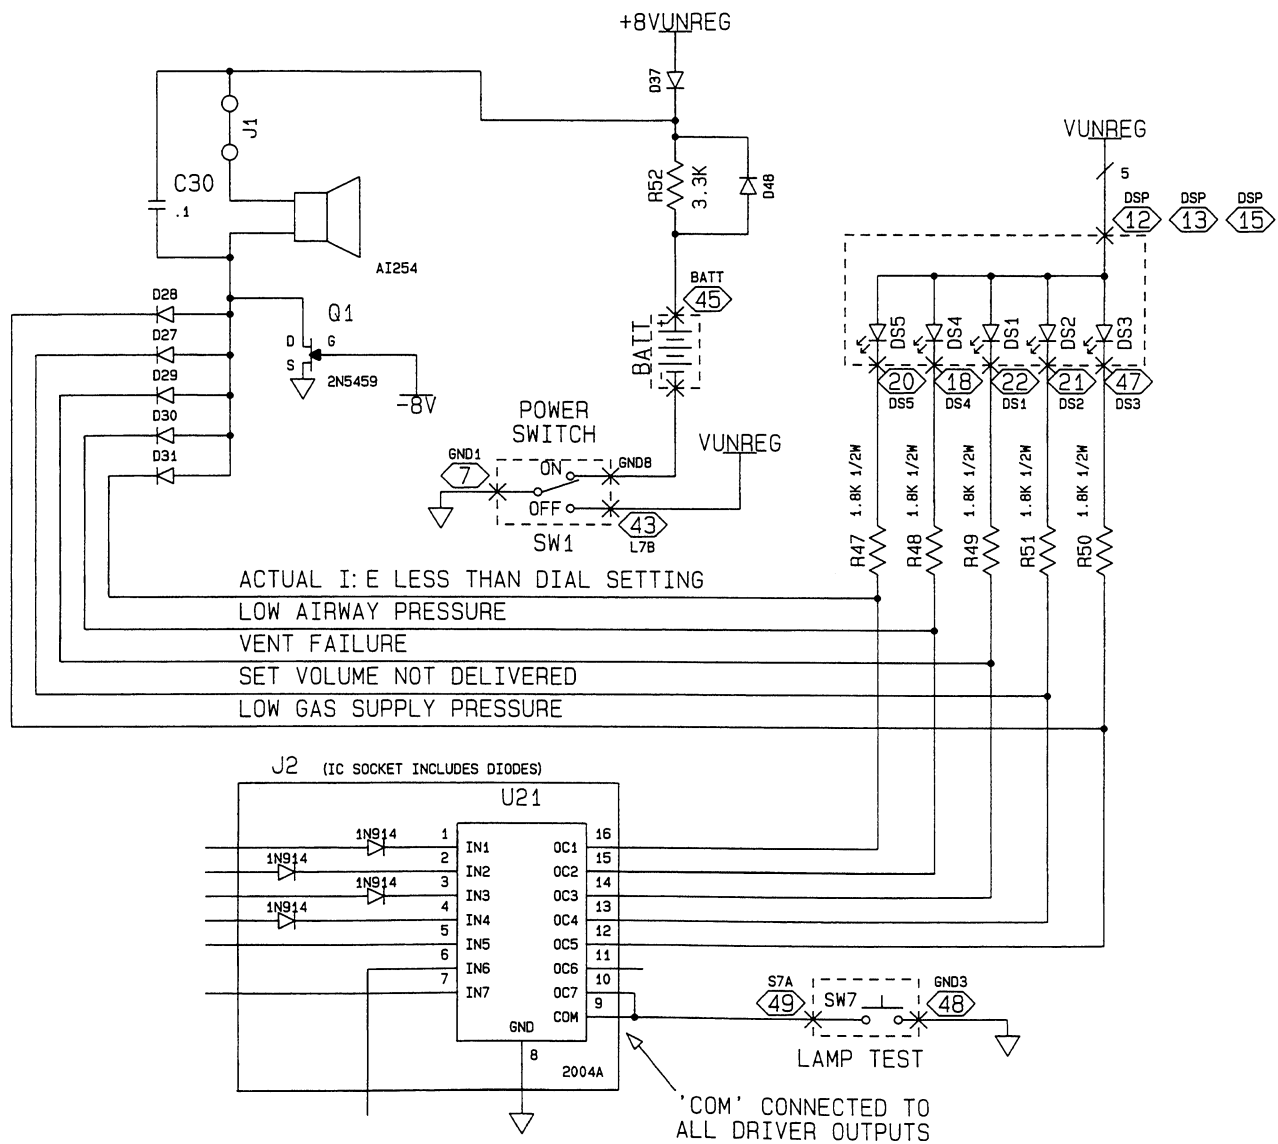 +8VUNREG
D37
J1
C30
.1
R52
3.3K
D48
VUNREG
5
DSP
DSP
DSP
12
13
15
AI254
BATT
45
D28
Q1
D
G
S
2N5459
D27
D29
D30
D31
-8V
BATT
+
DS5
DS4
DS1
DS2
DS3
20
18
22
21
47
DS5
DS4
DS1
DS2
DS3
POWER
SWITCH
VUNREG
GND1
7
ON
GND8
OFF
43
L7B
SW1
1.8K 1/2W
1.8K 1/2W
1.8K 1/2W
1.8K 1/2W
1.8K 1/2W
R47
R48
R49
R51
R50
ACTUAL I:E LESS THAN DIAL SETTING
LOW AIRWAY PRESSURE
VENT FAILURE
SET VOLUME NOT DELIVERED
LOW GAS SUPPLY PRESSURE
J2 (IC SOCKET INCLUDES DIODES)
U21
1N914
1
IN1
OC1
16
1N914
2
IN2
OC2
15
1N914
3
IN3
OC3
14
1N914
4
IN4
OC4
13
5
IN5
OC5
12
6
IN6
OC6
11
7
IN7
OC7
10
COM
9
GND
8
2004A
S7A
49
SW7
GND3
48
LAMP TEST
'COM' CONNECTED TO
ALL DRIVER OUTPUTS